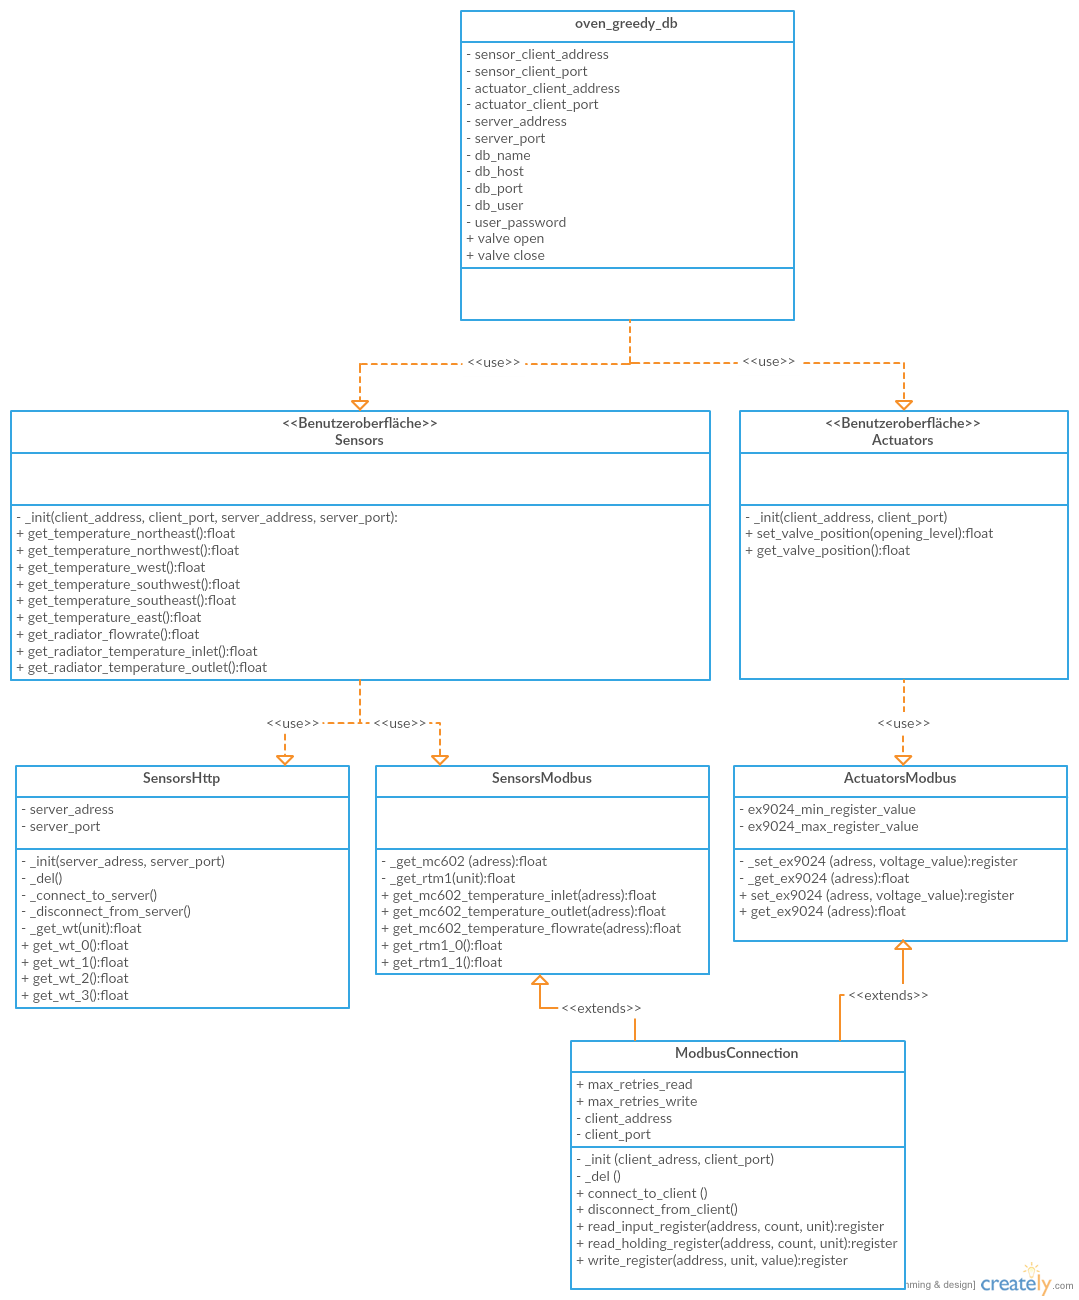 oven_greedy_db
- sensor_client_address
- sensor_client_port
- actuator_client_address
- actuator_client_port
- server_address
- server_port
- db_name
- db_host
- db_port
- db_user
- user_password
+ valve open
+ valve close
<<use>>
<<use>>
<<Benutzeroberfläche>>
Sensors
- _init(client_address, client_port, server_address, server_port):
+ get_temperature_northeast():float
+ get_temperature_northwest():float
+ get_temperature_west():float
+ get_temperature_southwest():float
+ get_temperature_southeast():float
+ get_temperature_east():float
+ get_radiator_flowrate():float
+ get_radiator_temperature_inlet():float
+ get_radiator_temperature_outlet():float
<<Benutzeroberfläche>>
Actuators
- _init(client_address, client_port)
+ set_valve_position(opening_level):float
+ get_valve_position():float
<<use>>
<<use>>
<<use>>
SensorsHttp
- server_adress
- server_port
- _init(server_adress, server_port)
- _del()
- _connect_to_server()
- _disconnect_from_server()
- _get_wt(unit):float
+ get_wt_0():float
+ get_wt_1():float
+ get_wt_2():float
+ get_wt_3():float
SensorsModbus
- _get_mc602 (adress):float
- _get_rtm1(unit):float
+ get_mc602_temperature_inlet(adress):float
+ get_mc602_temperature_outlet(adress):float
+ get_mc602_temperature_flowrate(adress):float
+ get_rtm1_0():float
+ get_rtm1_1():float
ActuatorsModbus
- ex9024_min_register_value
- ex9024_max_register_value
- _set_ex9024 (adress, voltage_value):register
- _get_ex9024 (adress):float
+ set_ex9024 (adress, voltage_value):register
+ get_ex9024 (adress):float
<<extends>>
<<extends>>
ModbusConnection
+ max_retries_read
+ max_retries_write
- client_address
- client_port
- _init (client_adress, client_port)
- _del ()
+ connect_to_client ()
+ disconnect_from_client()
+ read_input_register(address, count, unit):register
+ read_holding_register(address, count, unit):register
+ write_register(address, unit, value):register
& design]
creately.com